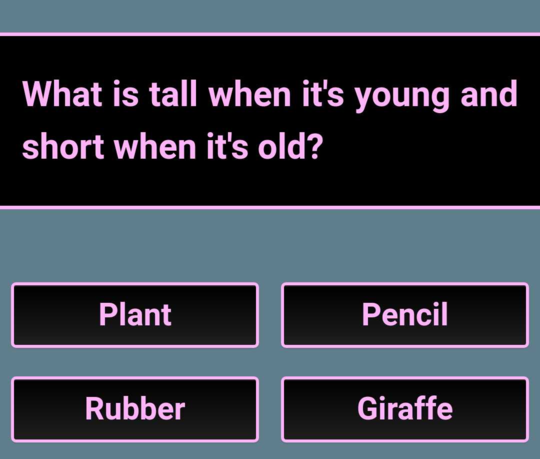 What is tall when it's young and
short when it's old?
Plant
Pencil
Rubber
Giraffe